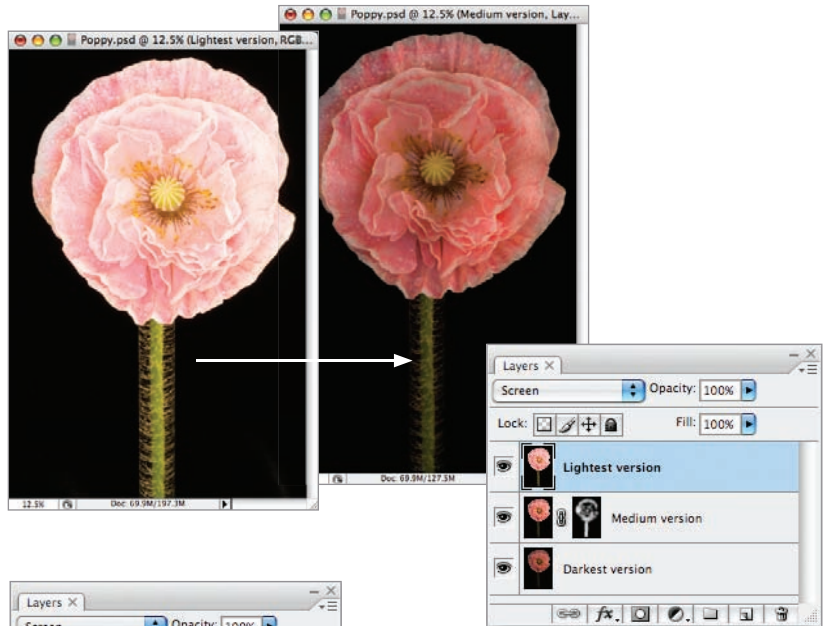 Poppy.psd @ 12.5% (Medium version, Lay...
Poppy.psd @ 12.5% (Lightest version, RGB...
12.5% Doc: 69.9M/197.3M
Doc: 69.9M/127.5M
Layers
Screen Opacity: 100%
Lock: Fill: 100%
Lightest version
Medium version
Darkest version
fx.
Layers
Screen Opacity: 100%